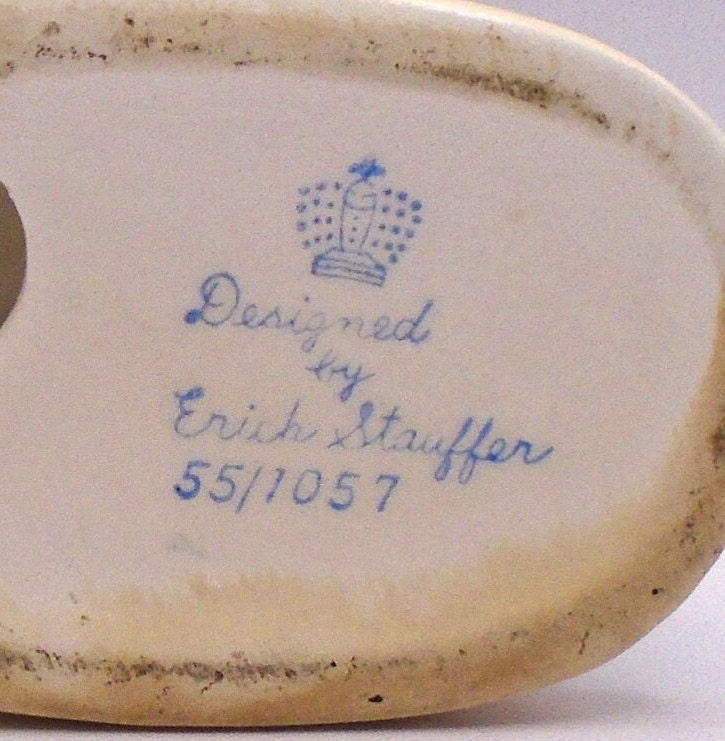 Designed
by
Erich Stauffer
55/1057